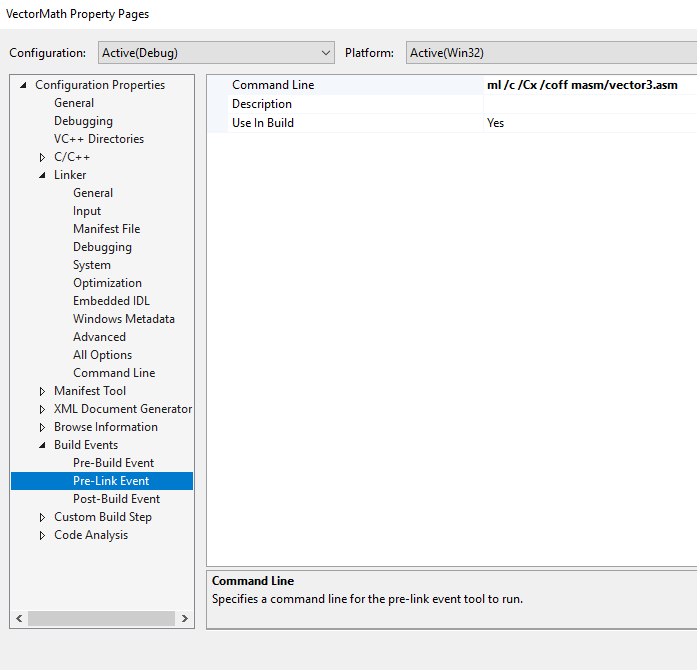 VectorMath Property Pages
Configuration: Active(Debug) Platform: Active(Win32)
Configuration Properties
General
Debugging
VC++ Directories
C/C++
Linker
General
Input
Manifest File
Debugging
System
Optimization
Embedded IDL
Windows Metadata
Advanced
All Options
Command Line
Manifest Tool
XML Document Generator
Browse Information
Build Events
Pre-Build Event
Pre-Link Event
Post-Build Event
Custom Build Step
Code Analysis
Command Line ml /c /Cx /coff masm/vector3.asm
Description
Use In Build Yes
Command Line
Specifies a command line for the pre-link event tool to run.